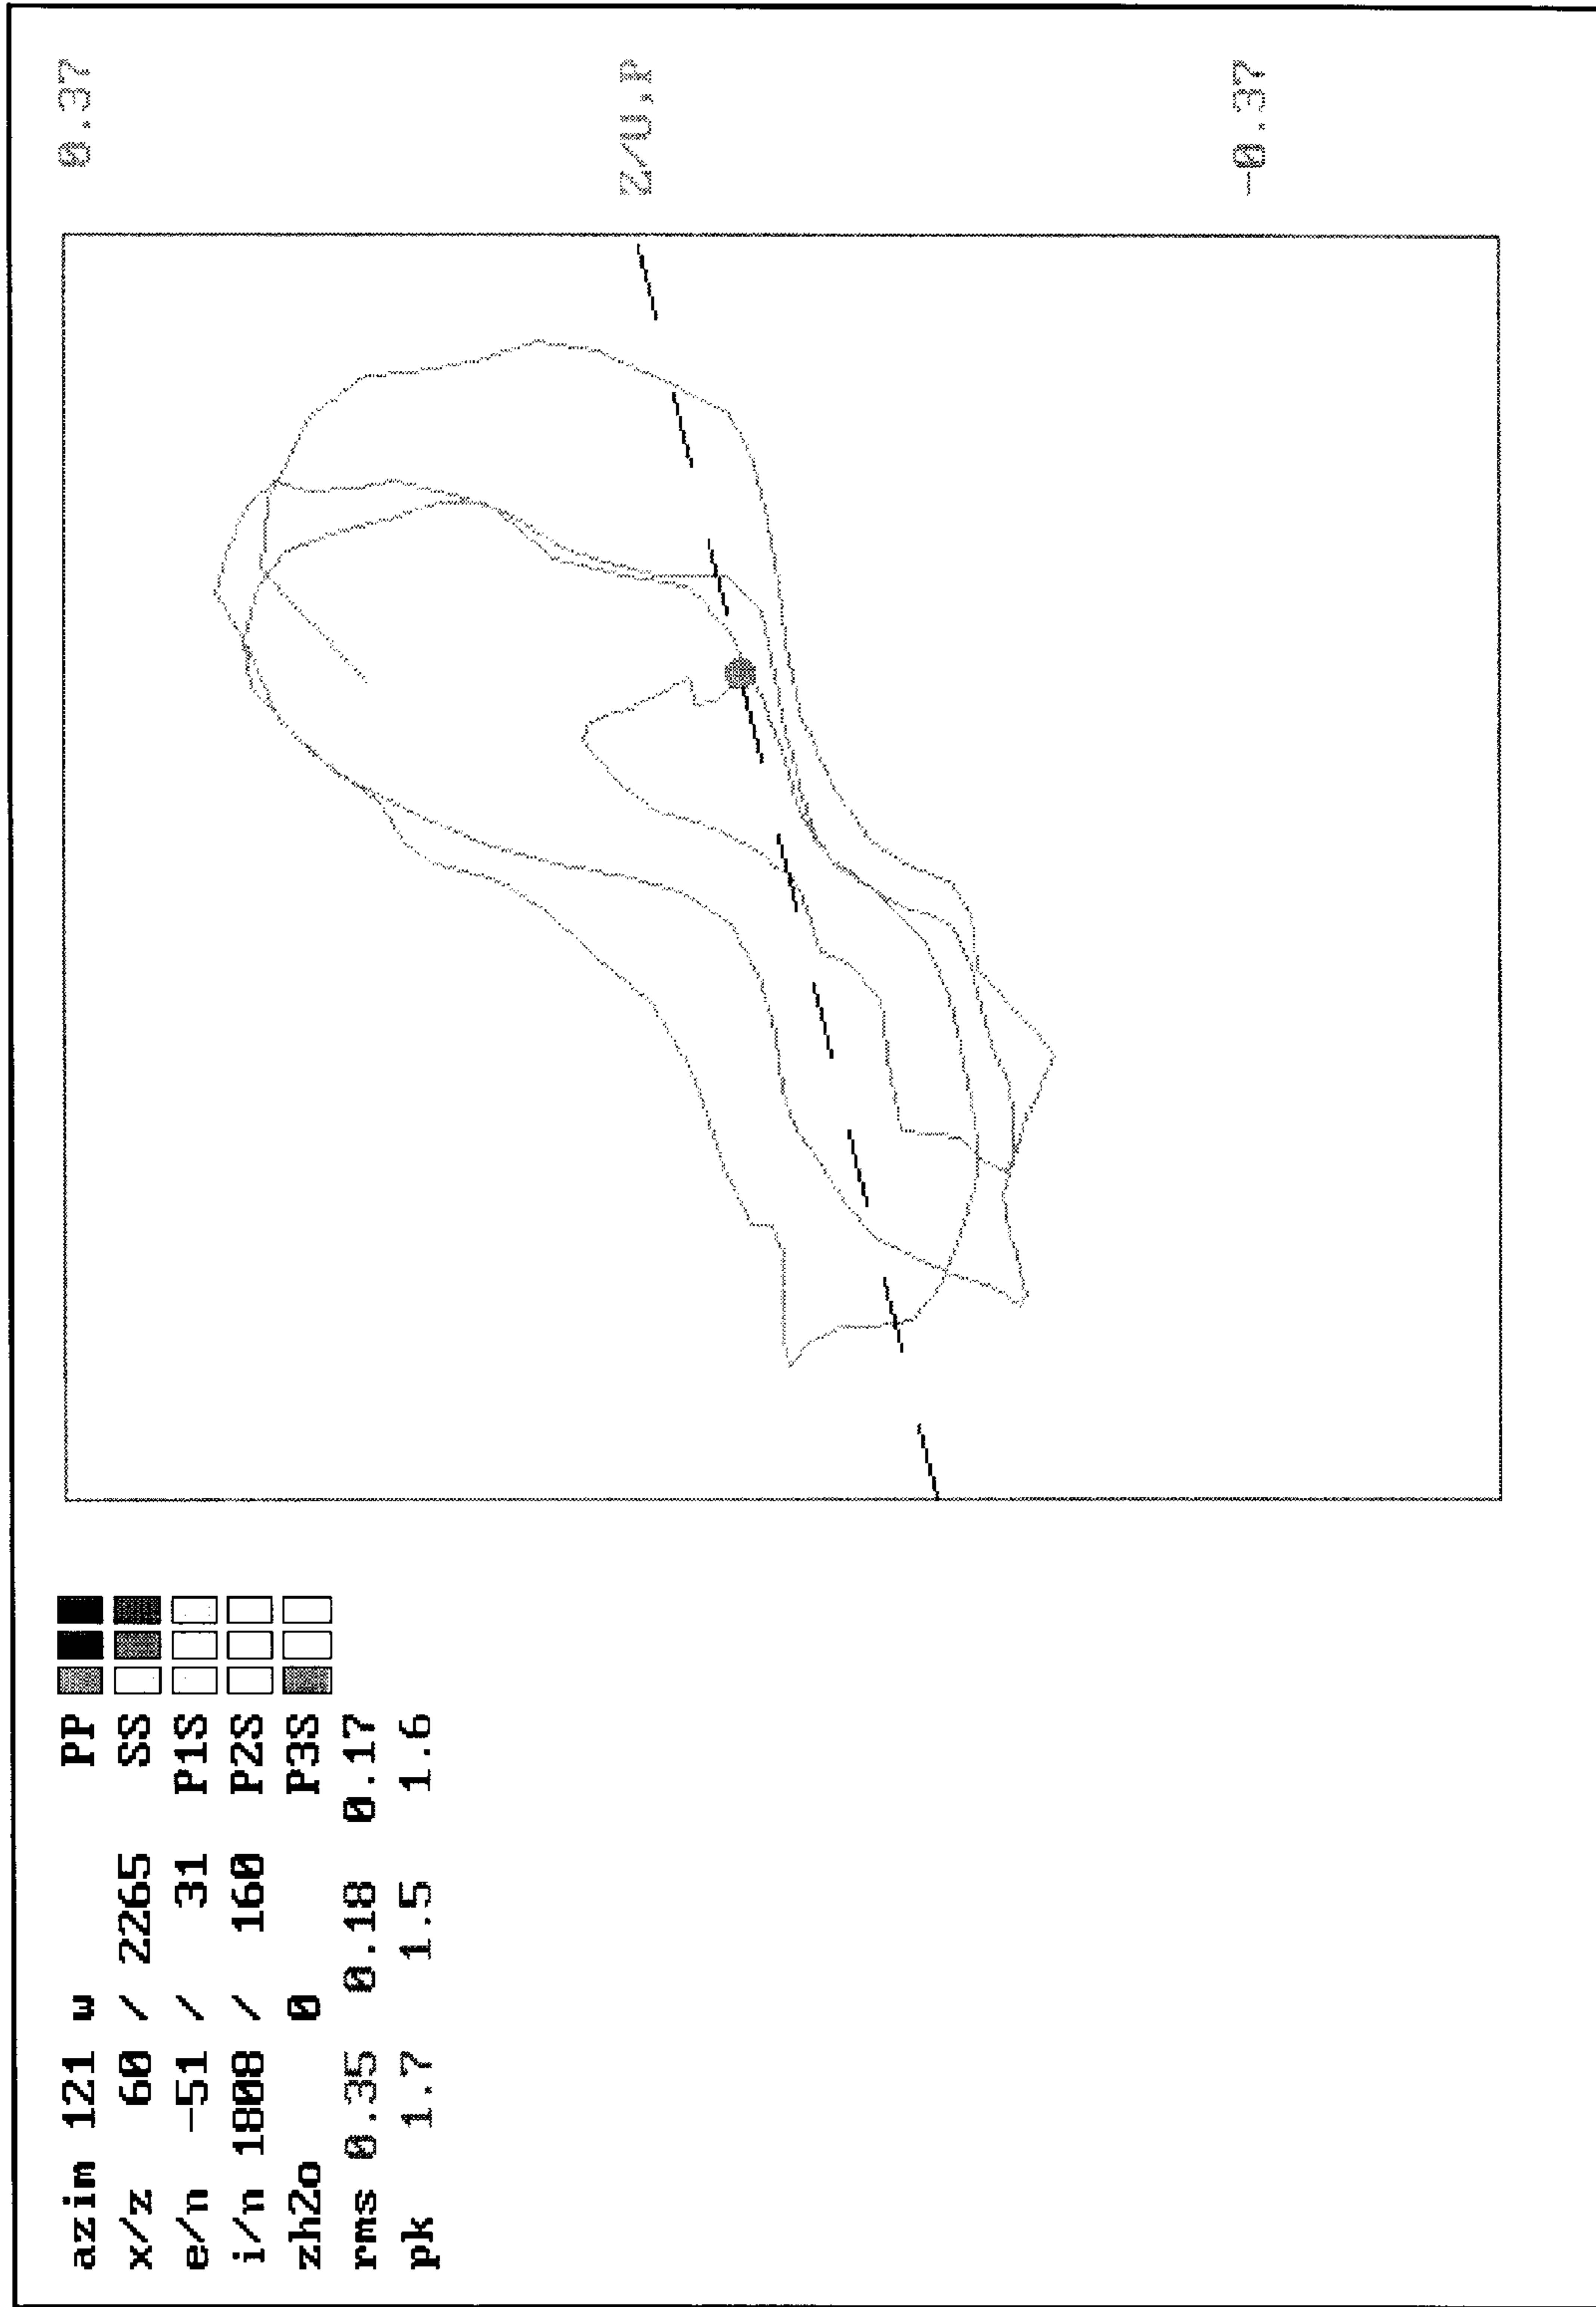 azim 121 w PP
x/z 60 / 2265 SS
e/n -51 / 31 P1S
i/n 1808 / 160 P2S
zh2o 0 P3S
rms 0.35 0.18 0.17
pk 1.7 1.5 1.6
0.37
Z/U,P
-0.37